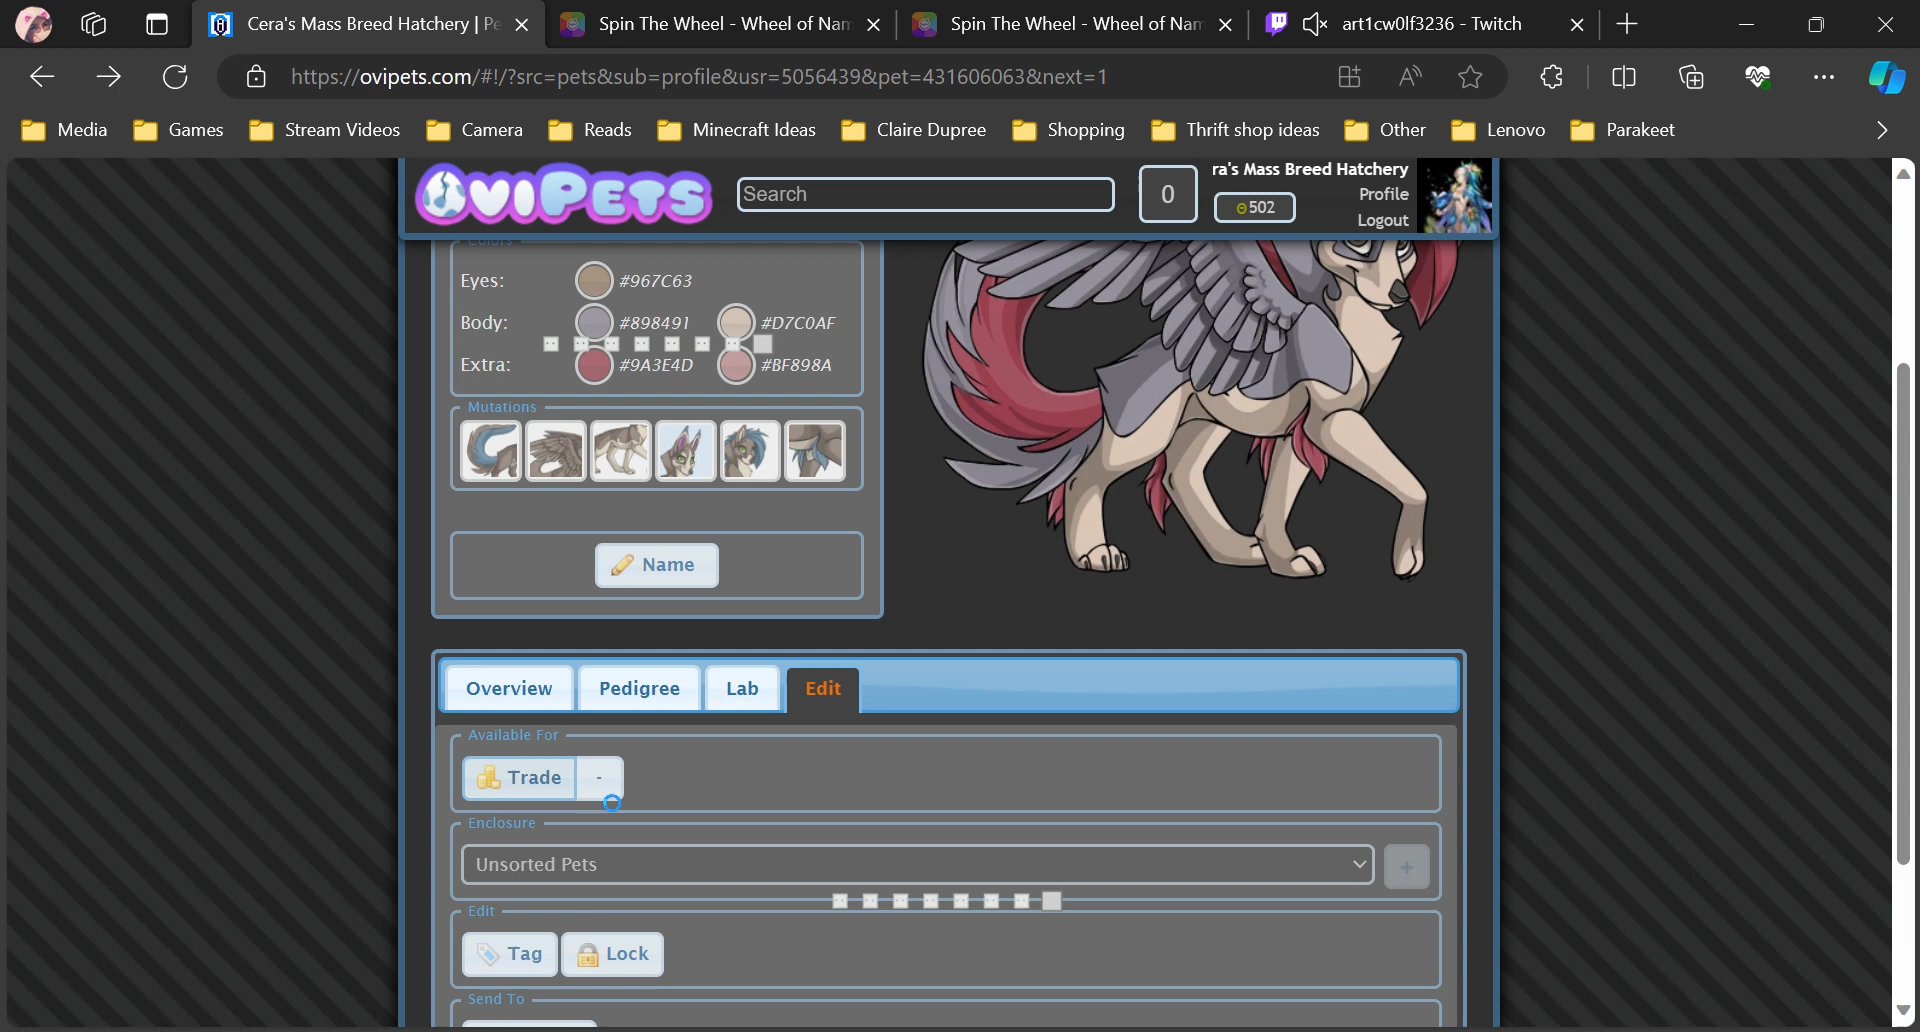 Cera's Mass Breed Hatchery | Pe
Spin The Wheel - Wheel of Nam
Spin The Wheel - Wheel of Nam
art1cw0lf3236 - Twitch
https://ovipets.com/#!/?src=pets&sub=profile&usr=5056439&pet=431606063&next=1
Media
Games
Stream Videos
Camera
Reads
Minecraft Ideas
Claire Dupree
Shopping
Thrift shop ideas
Other
Lenovo
Parakeet
OviPets
Search
0
ra's Mass Breed Hatchery
502
Profile
Logout
Colors
Eyes: #967C63
Body: #898491 #D7C0AF
Extra: #9A3E4D #BF898A
Mutations
Name
Overview
Pedigree
Lab
Edit
Available For
Trade -
Enclosure
Unsorted Pets +
Edit
Tag
Lock
Send To